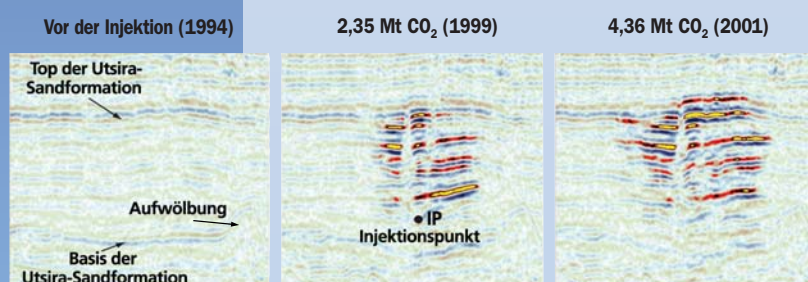 Vor der Injektion (1994)
2,35 Mt CO₂ (1999)
4,36 Mt CO₂ (2001)
Top der Utsira-
Sandformation
Aufwölbung
Basis der
Utsira-Sandformation
IP
Injektionspunkt